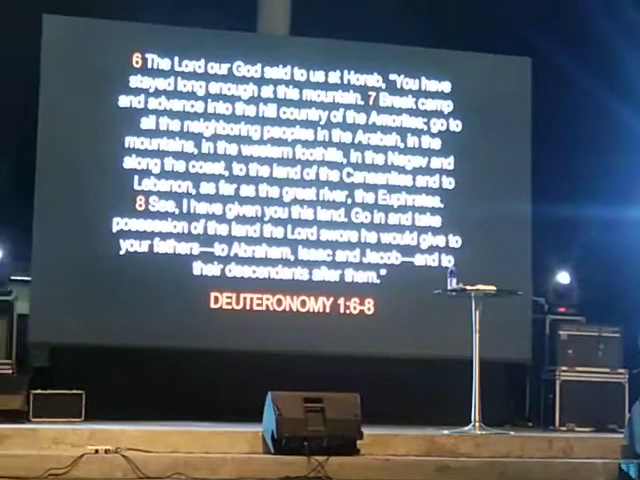 6 The Lord our God said to us at Horeb, "You have
stayed long enough at this mountain. 7 Break camp
and advance into the hill country of the Amorites; go to
all the neighboring peoples in the Arabah, in the
mountains, in the western foothills, in the Negev and
along the coast, to the land of the Canaanites and to
Lebanon, as far as the great river, the Euphrates.
8 See, I have given you this land. Go in and take
possession of the land the Lord swore he would give to
your fathers—to Abraham, Isaac and Jacob—and to
their descendants after them."
DEUTERONOMY 1:6-8